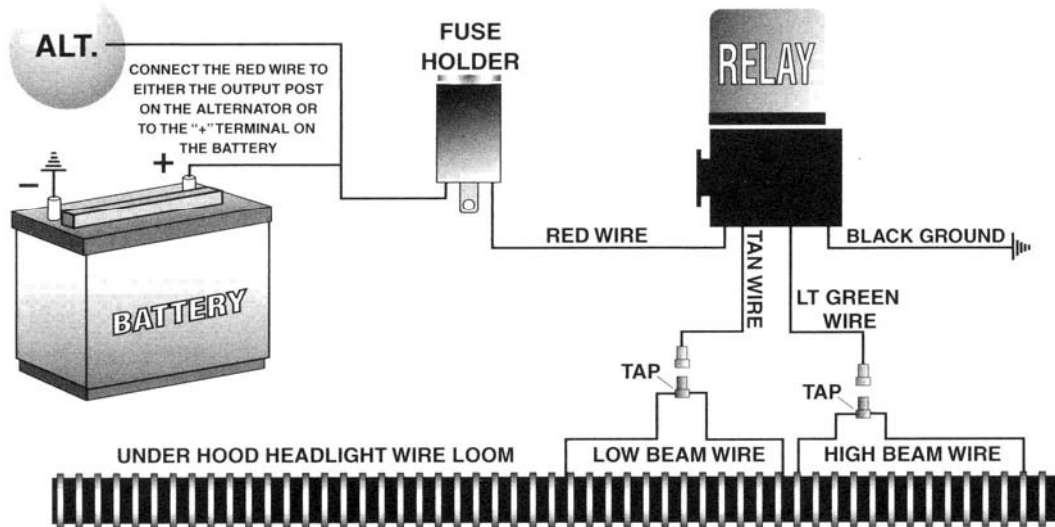 ALT.
CONNECT THE RED WIRE TO
EITHER THE OUTPUT POST
ON THE ALTERNATOR OR
TO THE "+" TERMINAL ON
THE BATTERY
+
−
BATTERY
FUSE
HOLDER
RELAY
RED WIRE
TAN WIRE
BLACK GROUND
LT GREEN
WIRE
TAP
TAP
UNDER HOOD HEADLIGHT WIRE LOOM
LOW BEAM WIRE
HIGH BEAM WIRE